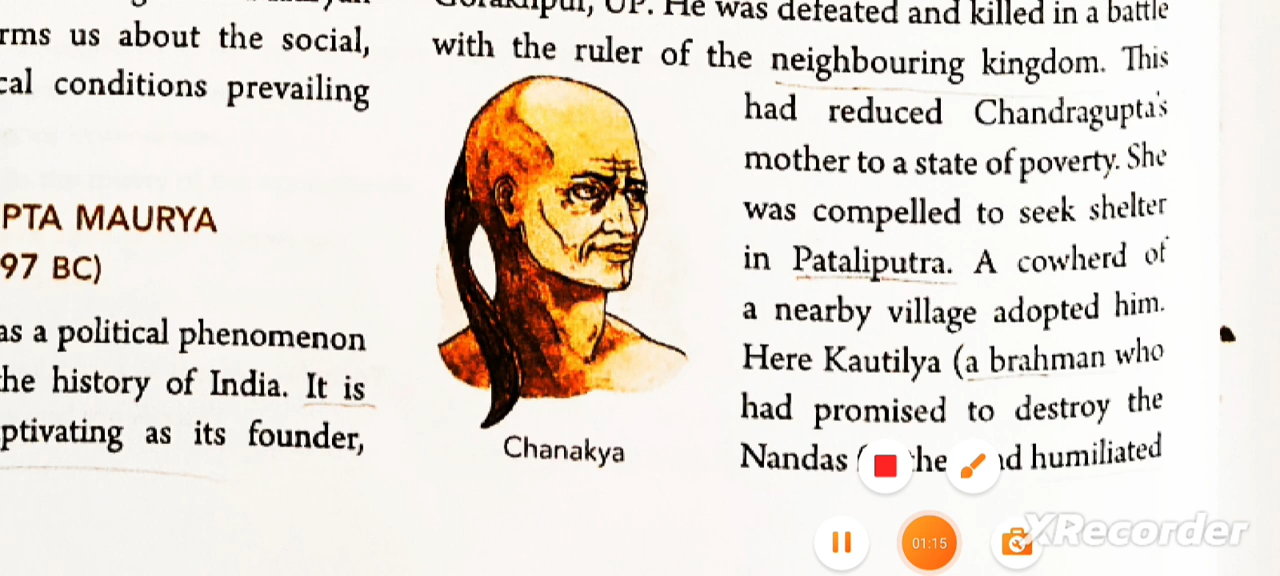 rms us about the social,
cal conditions prevailing
PTA MAURYA
97 BC)
as a political phenomenon
he history of India. It is
ptivating as its founder,
Gorakhpur, UP. He was defeated and killed in a battle
with the ruler of the neighbouring kingdom. This
had reduced Chandragupta's
mother to a state of poverty. She
was compelled to seek shelter
in Pataliputra. A cowherd of
a nearby village adopted him.
Here Kautilya (a brahman who
had promised to destroy the
Nandas humiliated
Chanakya
01:15
XRecorder